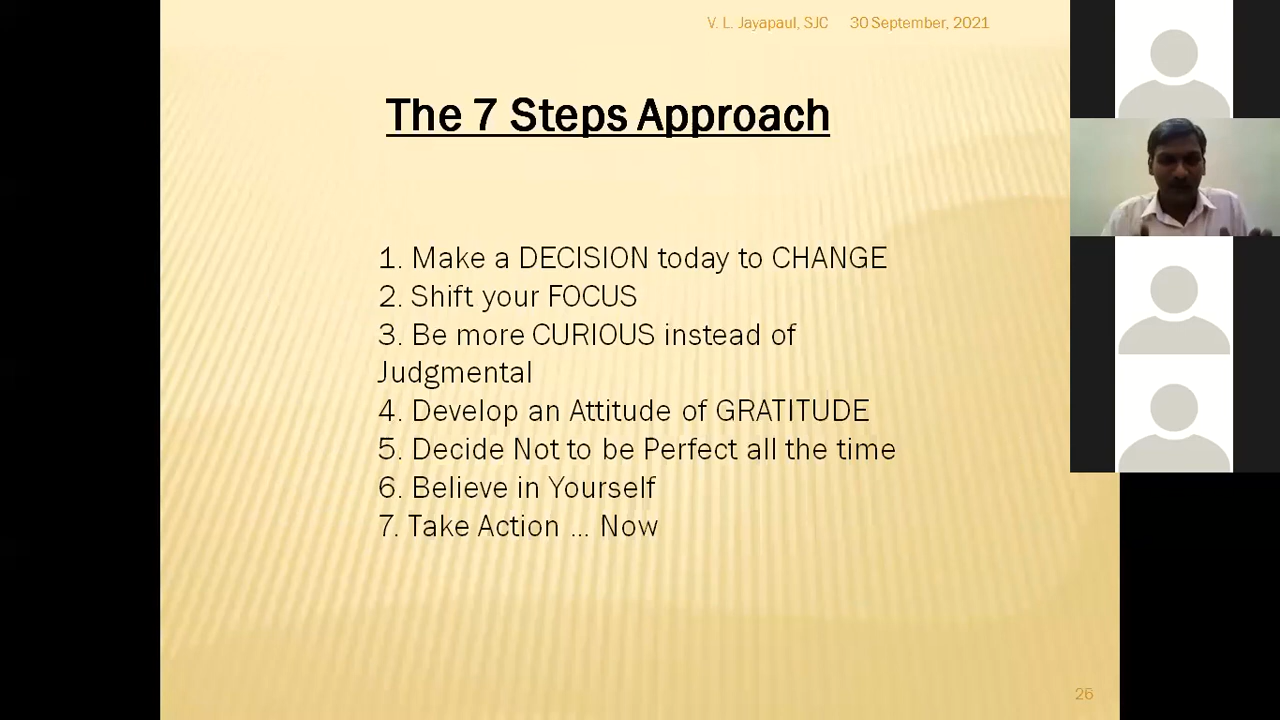 V. L. Jayapaul, SJC 30 September, 2021
The 7 Steps Approach
1. Make a DECISION today to CHANGE
2. Shift your FOCUS
3. Be more CURIOUS instead of
Judgmental
4. Develop an Attitude of GRATITUDE
5. Decide Not to be Perfect all the time
6. Believe in Yourself
7. Take Action ... Now
26